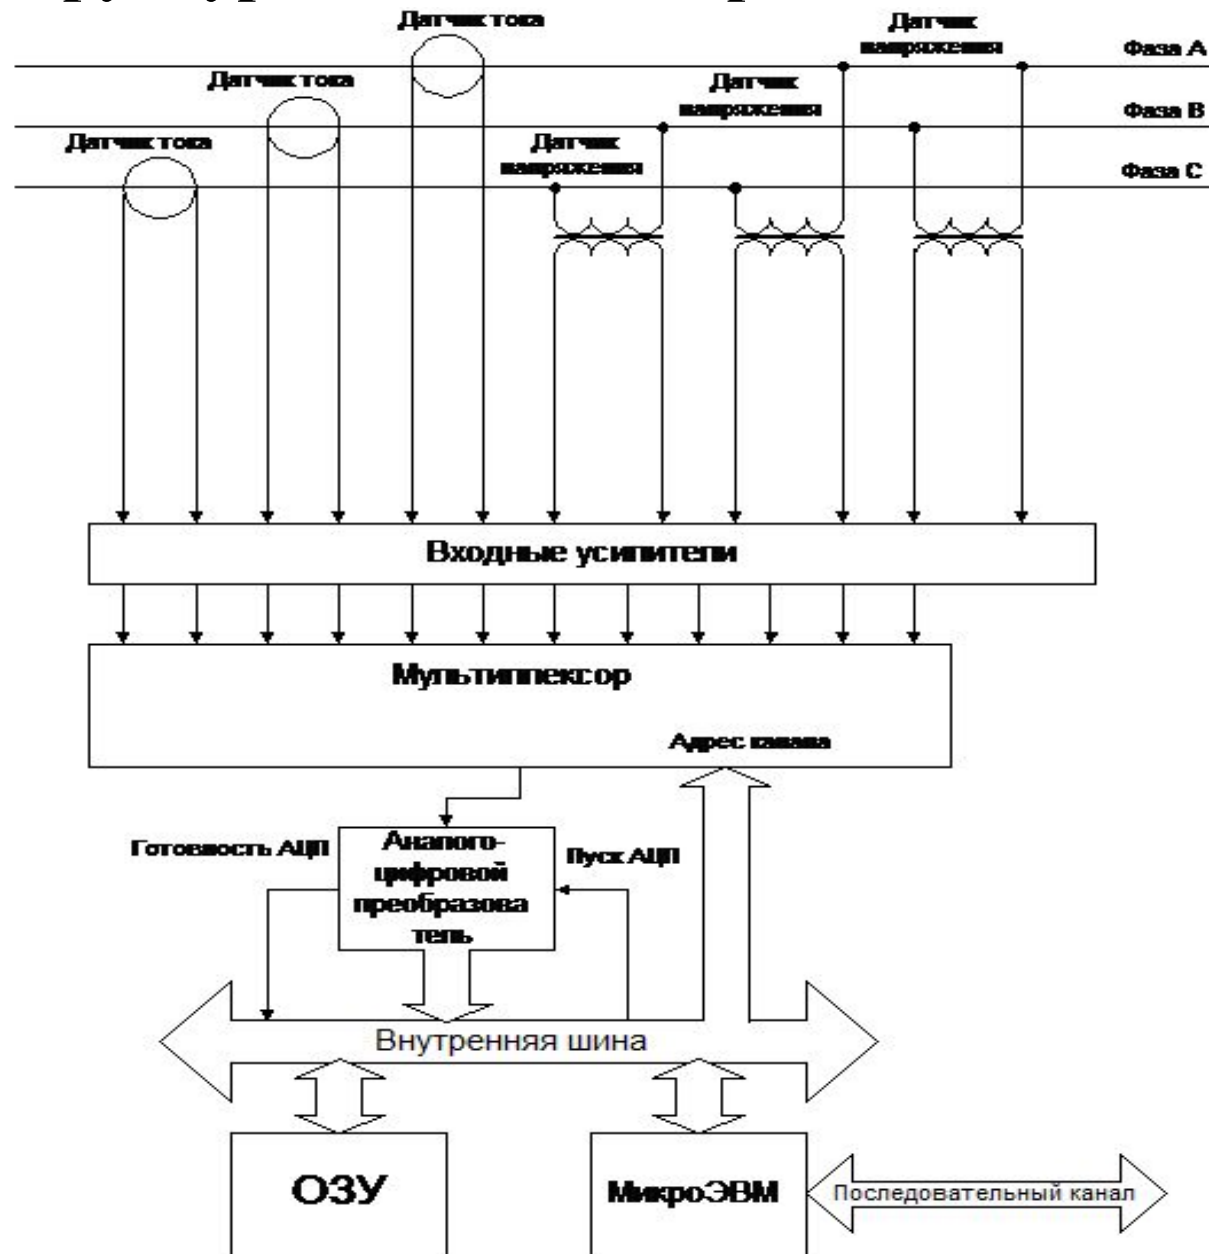 Датчик тока
Датчик
напряжения
Фаза А
Датчик тока
Датчик
напряжения
Фаза В
Датчик тока
Датчик
напряжения
Фаза С
Входные усилители
Мультиплексор
Адрес канала
Готовность АЦП
Аналого-
цифровой
преобразова
тель
Пуск АЦП
Внутренняя шина
ОЗУ
МикроЭВМ
Последовательный канал